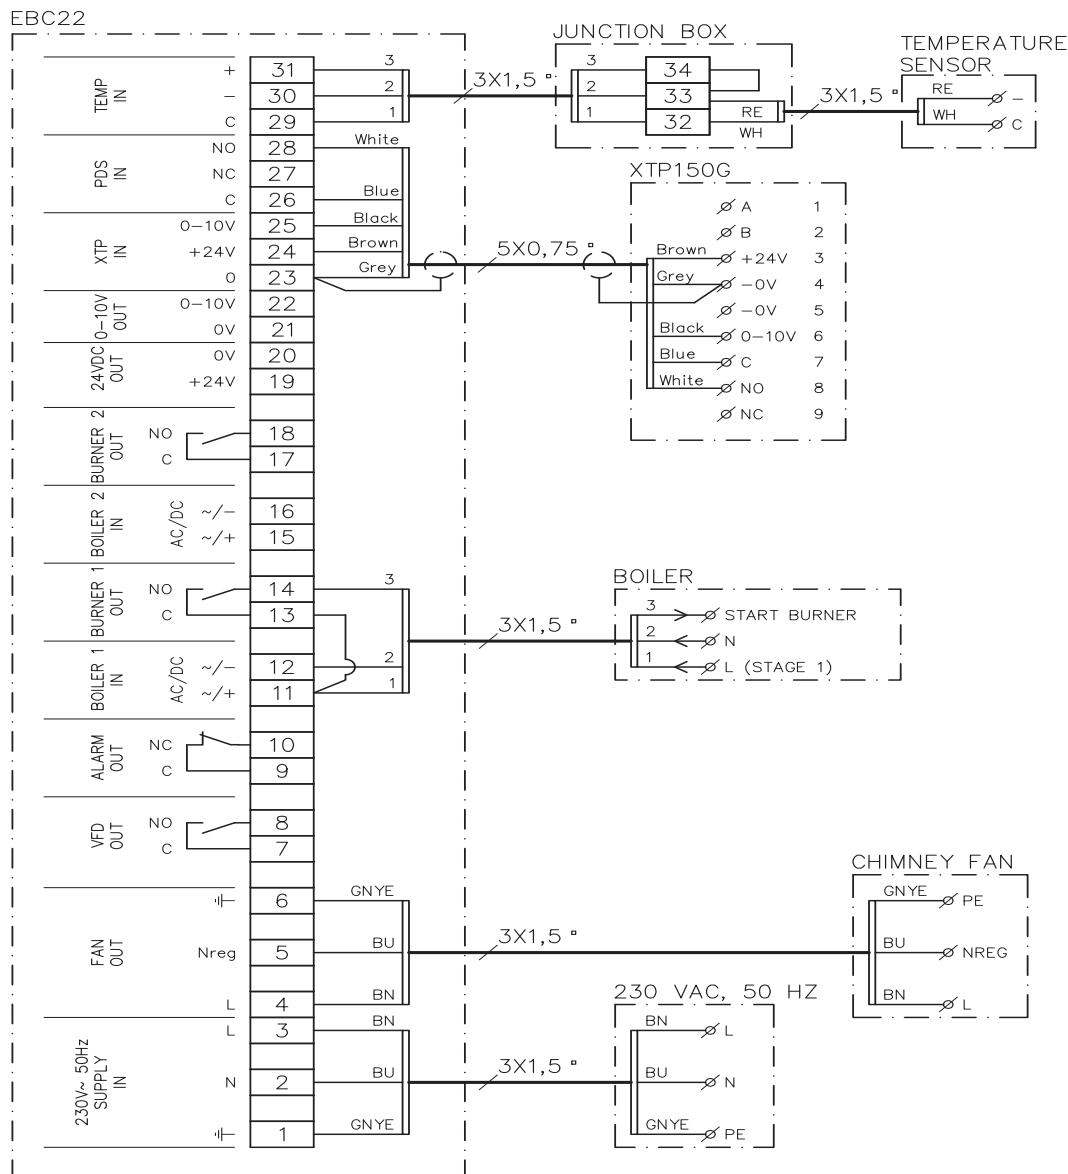 EBC22
TEMP IN
+ 31 3
− 30 2
C 29 1
3X1,5 ▫
JUNCTION BOX
3 34
2 33
1 32
RE
WH
3X1,5 ▫
TEMPERATURE
SENSOR
RE −
WH C
PDS IN
NO 28 White
NC 27
C 26 Blue
XTP IN
0−10V 25 Black
+24V 24 Brown
0 23 Grey
5X0,75 ▫
XTP150G
A 1
B 2
Brown +24V 3
Grey −0V 4
−0V 5
Black 0−10V 6
Blue C 7
White NO 8
NC 9
0−10V OUT
0−10V 22
0V 21
24VDC OUT
0V 20
+24V 19
BURNER 2 OUT
NO 18
C 17
BOILER 2 IN
AC/DC
~/− 16
~/+ 15
BURNER 1 OUT
NO 14 3
C 13
BOILER 1 IN
AC/DC
~/− 12 2
~/+ 11 1
3X1,5 ▫
BOILER
3 START BURNER
2 N
1 L (STAGE 1)
ALARM OUT
NC 10
C 9
VFD OUT
NO 8
C 7
FAN OUT
6 GNYE
Nreg 5 BU
L 4 BN
3X1,5 ▫
CHIMNEY FAN
GNYE PE
BU NREG
BN L
230V~ 50Hz
SUPPLY
IN
L 3 BN
N 2 BU
1 GNYE
3X1,5 ▫
230 VAC, 50 HZ
BN L
BU N
GNYE PE